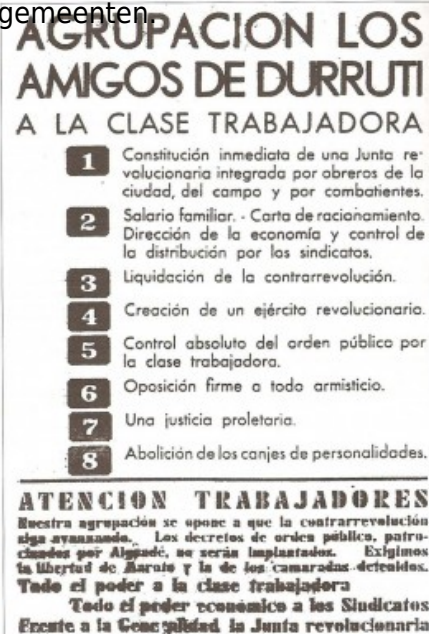 gemeenten.
AGRUPACION LOS
AMIGOS DE DURRUTI
A LA CLASE TRABAJADORA
1 Constitución inmediata de una Junta re-
volucionaria integrada por obreros de la
ciudad, del campo y por combatientes.
2 Salario familiar. - Carta de racionamiento.
Dirección de la economía y control de
la distribución por los sindicatos.
3 Liquidación de la contrarrevolución.
4 Creación de un ejército revolucionario.
5 Control absoluto del orden público por
la clase trabajadora.
6 Oposición firme a todo armisticio.
7 Una justicia proletaria.
8 Abolición de los canjes de personalidades.
ATENCION TRABAJADORES
Nuestra agrupación se opone a que la contrarrevolución
siga avanzando. Los decretos de orden público, patro-
cinados por Aiguadé, no serán implantados. Exigimos
la libertad de Maroto y la de los camaradas detenidos.
Todo el poder a la clase trabajadora
Todo el poder económico a los Sindicatos
Frente a la Generalidad, la Junta revolucionaria